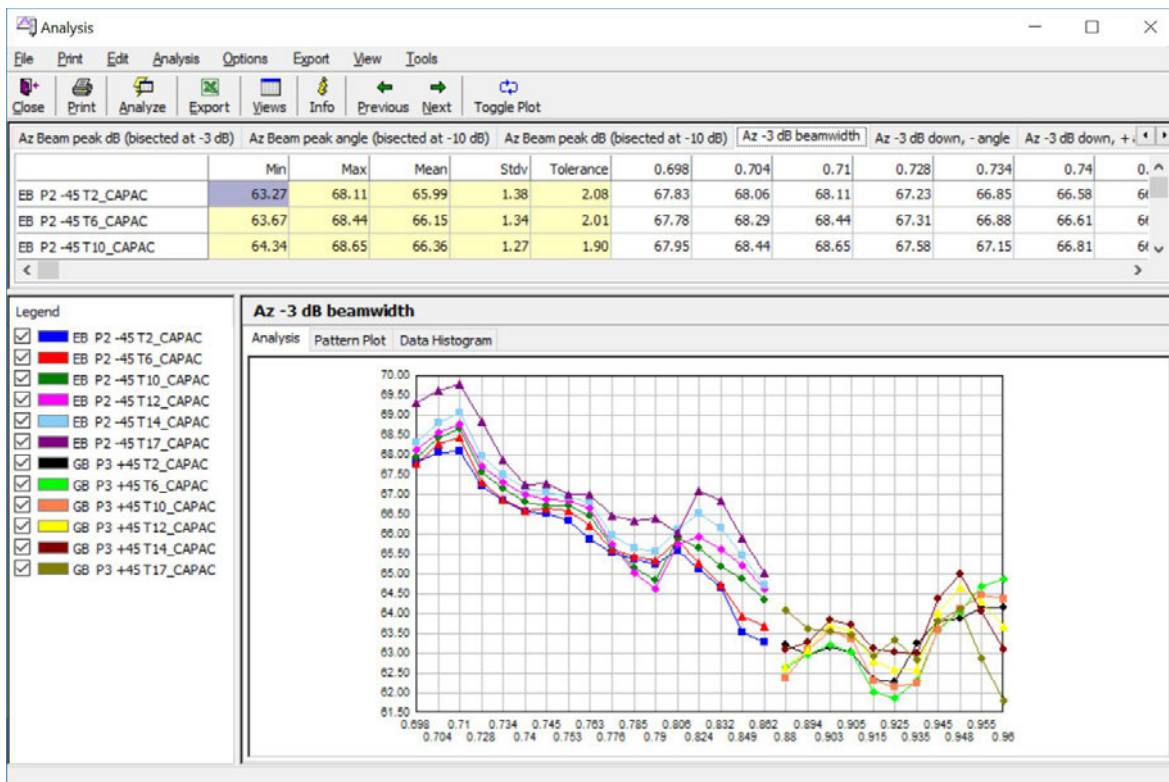 Analysis
File Print Edit Analysis Options Export View Tools
Close Print Analyze Export Views Info Previous Next Toggle Plot
Az Beam peak dB (bisected at -3 dB) Az Beam peak angle (bisected at -10 dB) Az Beam peak dB (bisected at -10 dB) Az -3 dB beamwidth Az -3 dB down, - angle Az -3 dB down, +
Min Max Mean Stdv Tolerance 0.698 0.704 0.71 0.728 0.734 0.74 0.
EB P2 -45 T2_CAPAC 63.27 68.11 65.99 1.38 2.08 67.83 68.06 68.11 67.23 66.85 66.58 66
EB P2 -45 T6_CAPAC 63.67 68.44 66.15 1.34 2.01 67.78 68.29 68.44 67.31 66.88 66.61 66
EB P2 -45 T10_CAPAC 64.34 68.65 66.36 1.27 1.90 67.95 68.44 68.65 67.58 67.15 66.81 66
Legend
EB P2 -45 T2_CAPAC
EB P2 -45 T6_CAPAC
EB P2 -45 T10_CAPAC
EB P2 -45 T12_CAPAC
EB P2 -45 T14_CAPAC
EB P2 -45 T17_CAPAC
GB P3 +45 T2_CAPAC
GB P3 +45 T6_CAPAC
GB P3 +45 T10_CAPAC
GB P3 +45 T12_CAPAC
GB P3 +45 T14_CAPAC
GB P3 +45 T17_CAPAC
Az -3 dB beamwidth
Analysis Pattern Plot Data Histogram
70.00
69.50
69.00
68.50
68.00
67.50
67.00
66.50
66.00
65.50
65.00
64.50
64.00
63.50
63.00
62.50
62.00
61.50
0.698 0.71 0.734 0.745 0.763 0.785 0.806 0.832 0.862 0.894 0.905 0.925 0.945 0.955
0.704 0.728 0.74 0.753 0.776 0.79 0.824 0.849 0.88 0.903 0.915 0.935 0.948 0.96